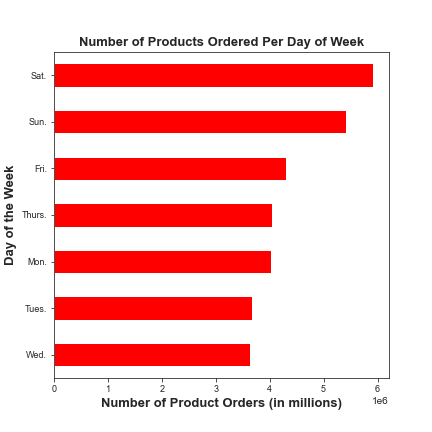 Number of Products Ordered Per Day of Week
Day of the Week
Sat.
Sun.
Fri.
Thurs.
Mon.
Tues.
Wed.
0 1 2 3 4 5 6
1e6
Number of Product Orders (in millions)